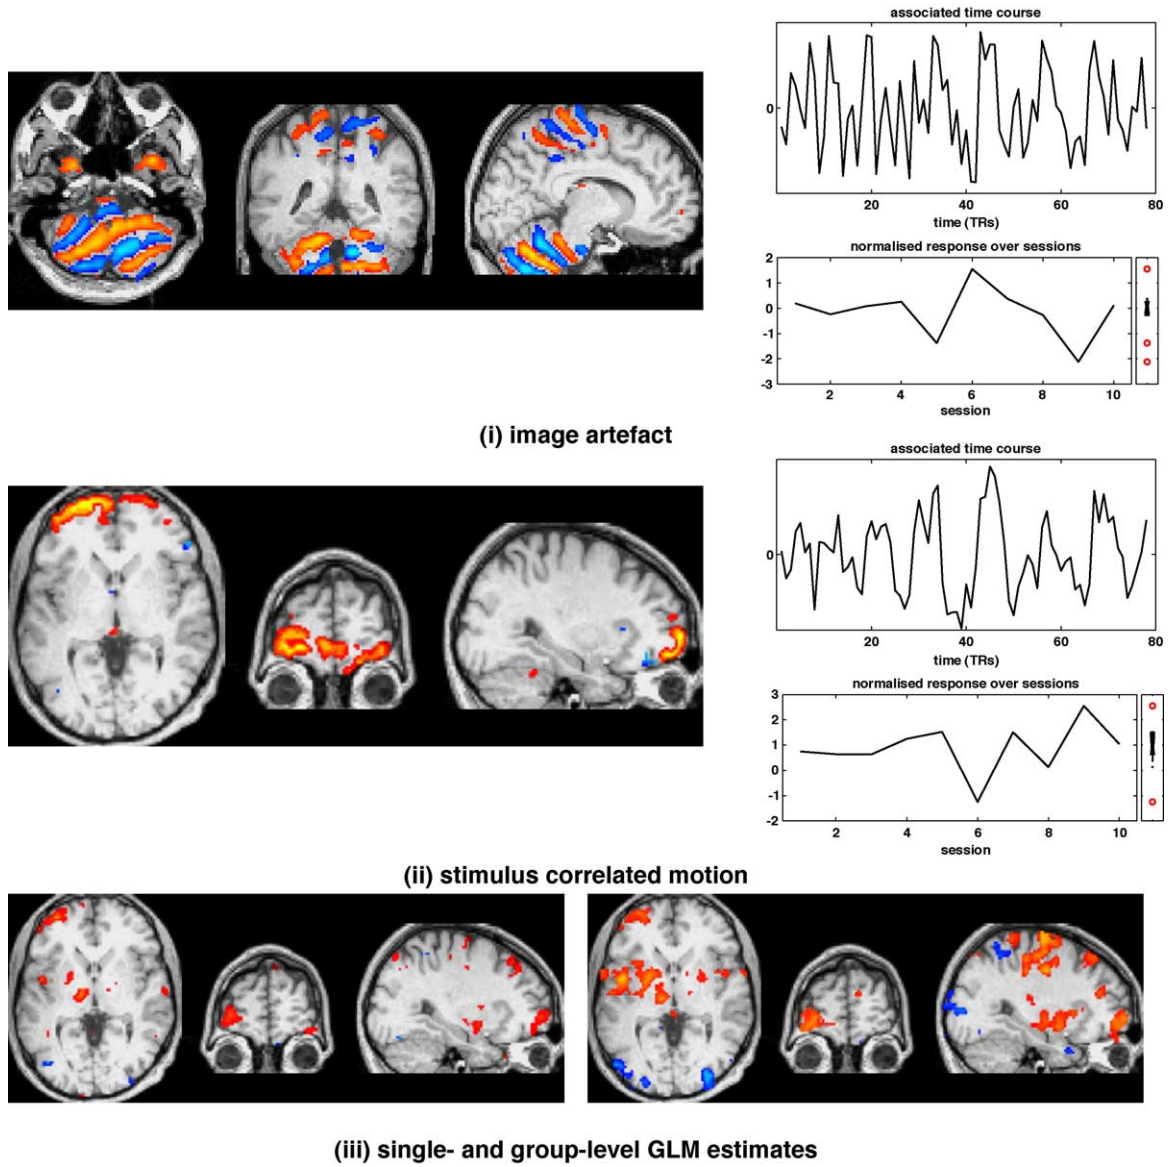 associated time course
0
20 40 60 80
time (TRs)
normalised response over sessions
2
1
0
-1
-2
-3
2 4 6 8 10
session
(i) image artefact
associated time course
0
20 40 60 80
time (TRs)
normalised response over sessions
3
2
1
0
-1
-2
2 4 6 8 10
session
(ii) stimulus correlated motion
(iii) single- and group-level GLM estimates